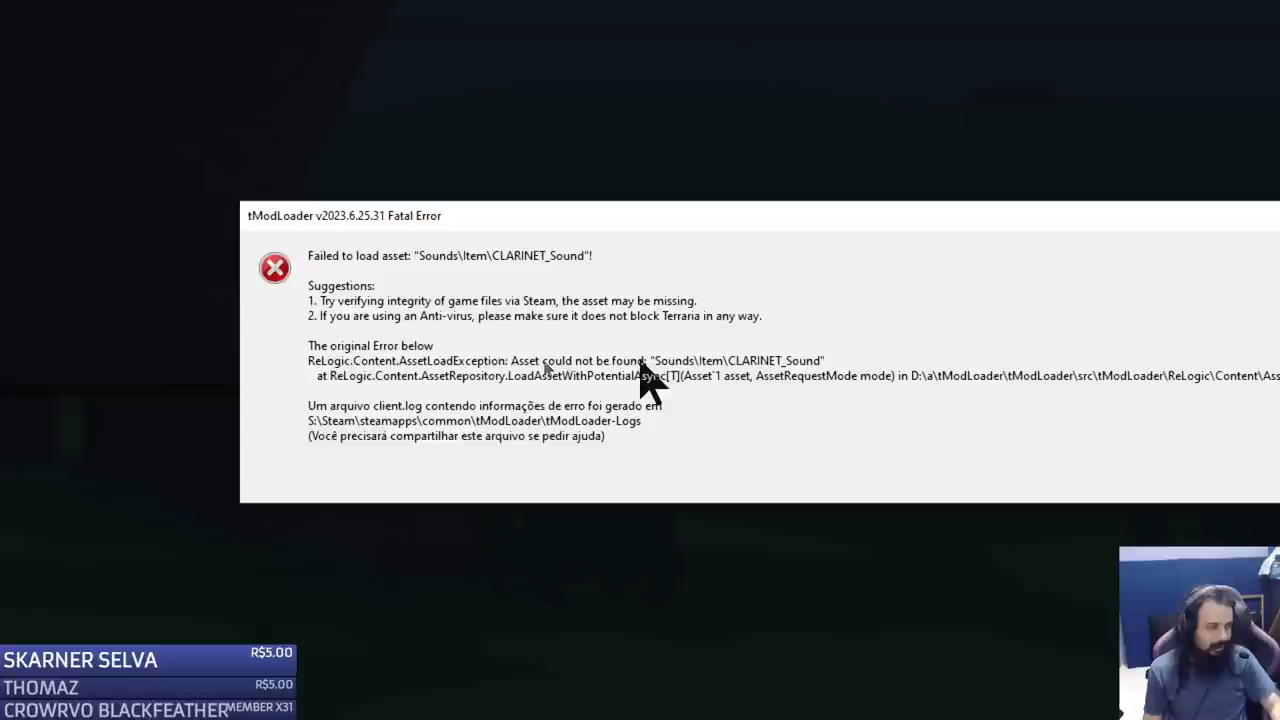 tModLoader v2023.6.25.31 Fatal Error
Failed to load asset: "Sounds\Item\CLARINET_Sound"!
Suggestions:
1. Try verifying integrity of game files via Steam, the asset may be missing.
2. If you are using an Anti-virus, please make sure it does not block Terraria in any way.
The original Error below
ReLogic.Content.AssetLoadException: Asset could not be found: "Sounds\Item\CLARINET_Sound"
at ReLogic.Content.AssetRepository.LoadAssetWithPotentialAsync[T](Asset`1 asset, AssetRequestMode mode) in D:\a\tModLoader\tModLoader\src\tModLoader\ReLogic\Content\Ass
Um arquivo client.log contendo informações de erro foi gerado em
S:\Steam\steamapps\common\tModLoader\tModLoader-Logs
(Você precisará compartilhar este arquivo se pedir ajuda)
SKARNER SELVA R$5.00
THOMAZ R$5.00
CROWRVO BLACKFEATHER MEMBER X31